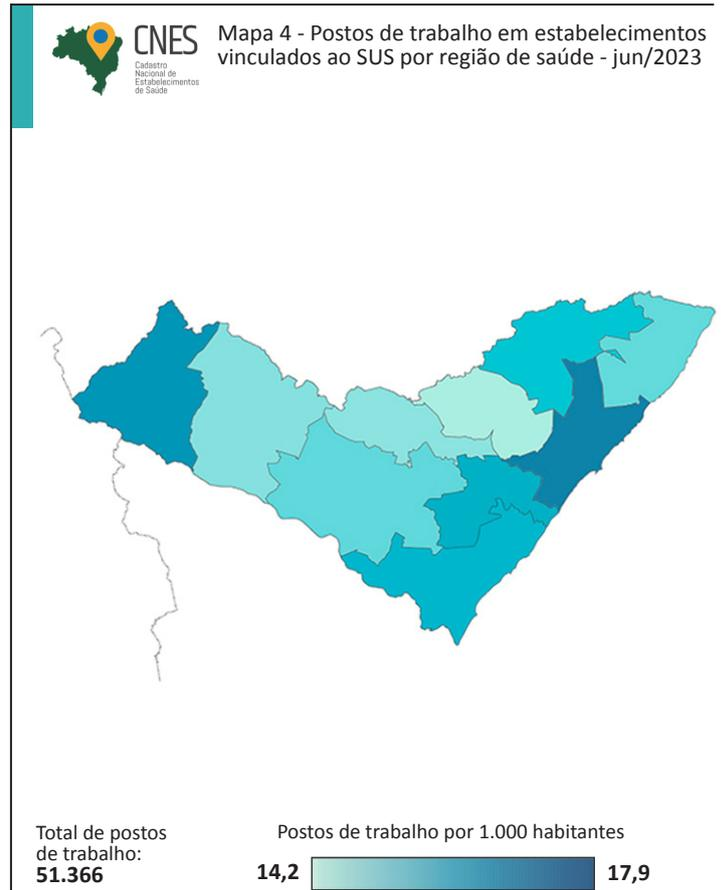 CNES
Cadastro
Nacional de
Estabelecimentos
de Saúde
Mapa 4 - Postos de trabalho em estabelecimentos
vinculados ao SUS por região de saúde - jun/2023
Total de postos
de trabalho:
51.366
Postos de trabalho por 1.000 habitantes
14,2
17,9